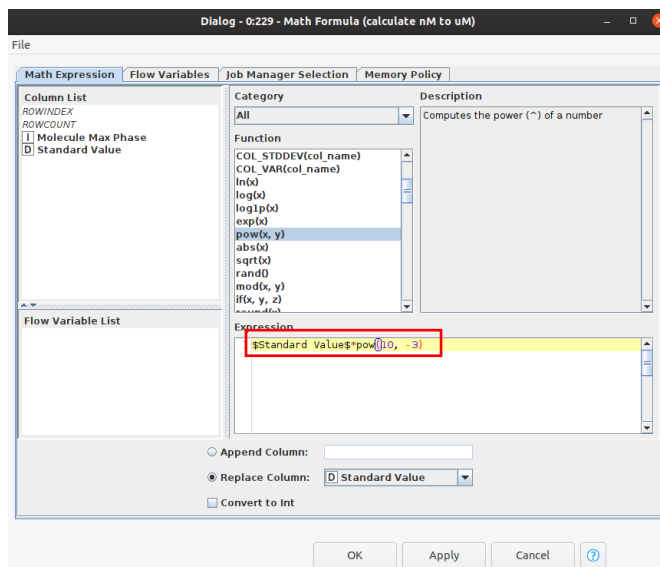 Dialog - 0:229 - Math Formula (calculate nM to uM)
File
Math Expression Flow Variables Job Manager Selection Memory Policy
Column List
ROWINDEX
ROWCOUNT
I Molecule Max Phase
D Standard Value
Category
All
Function
COL_STDDEV(col_name)
COL_VAR(col_name)
ln(x)
log(x)
log1p(x)
exp(x)
pow(x, y)
abs(x)
sqrt(x)
rand()
mod(x, y)
if(x, y, z)
Description
Computes the power (^) of a number
Flow Variable List
Expression
$Standard Value$*pow(10, -3)
Append Column:
Replace Column: D Standard Value
Convert to Int
OK Apply Cancel ?